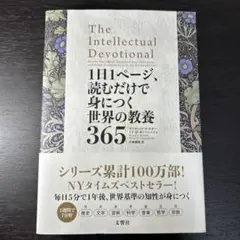 The
Intellectual
Devotional
1日1ページ、
読むだけで
身につく
世界の教養
365
シリーズ累計100万部!
NYタイムズベストセラー!
毎日5分で1年後、世界基準の知性が身につく
歴史
文学
芸術
科学
音楽
哲学
宗教
文響社